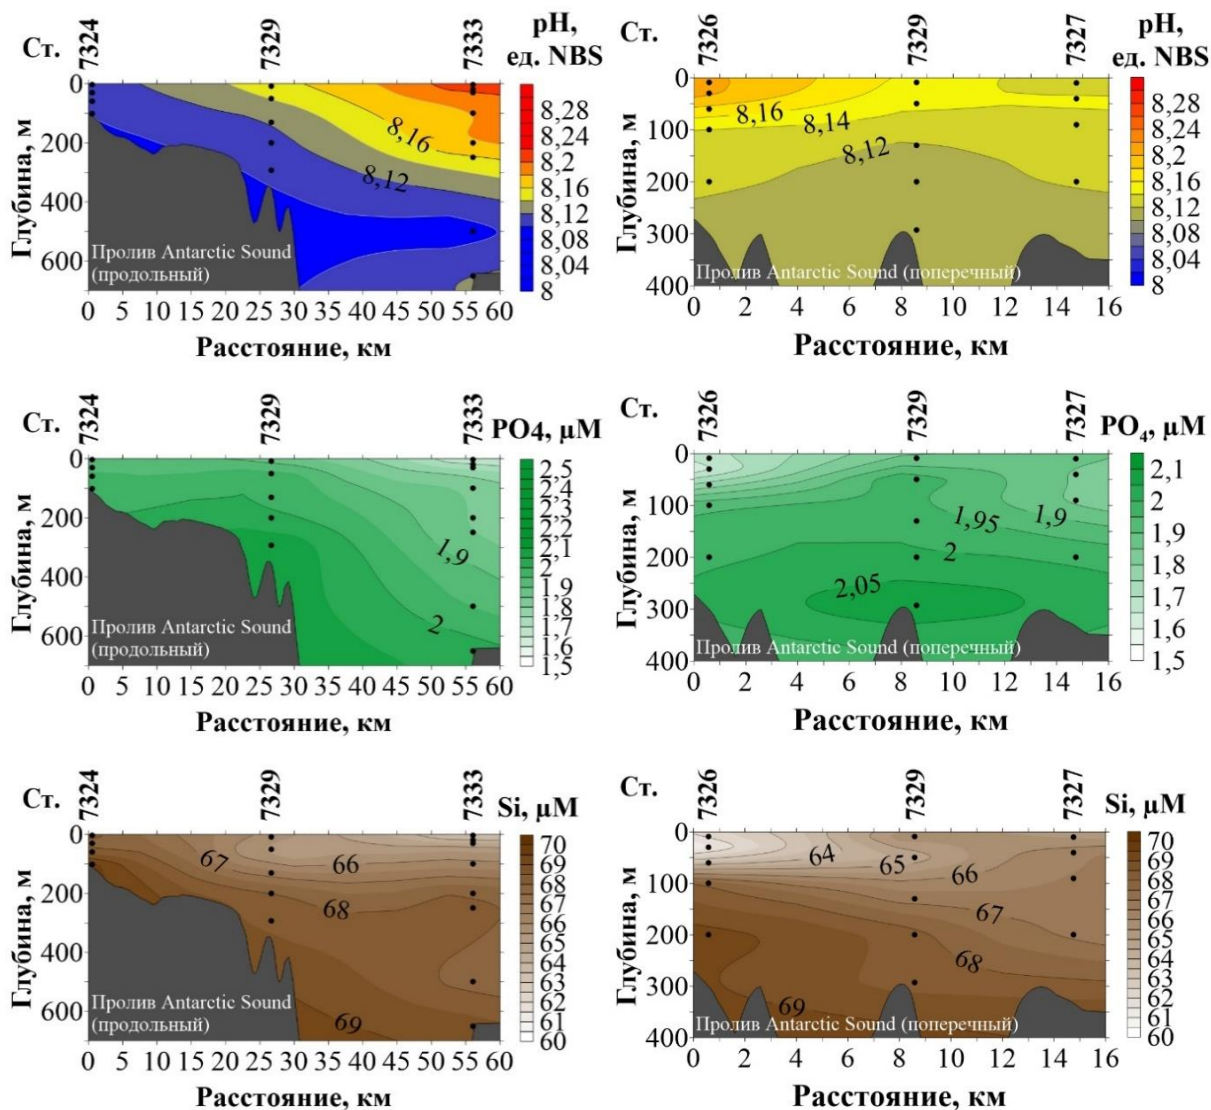 Ст.
7324
7329
7333
pH,
ед. NBS
0
200
400
600
Глубина, м
8,16
8,12
Пролив Antarctic Sound
(продольный)
8,28
8,24
8,2
8,16
8,12
8,08
8,04
8
0 5 10 15 20 25 30 35 40 45 50 55 60
Расстояние, км
Ст.
7326
7329
7327
pH,
ед. NBS
0
100
200
300
400
Глубина, м
8,16
8,14
8,12
Пролив Antarctic Sound (поперечный)
8,28
8,24
8,2
8,16
8,12
8,08
8,04
8
0 2 4 6 8 10 12 14 16
Расстояние, км
Ст.
7324
7329
7333
PO4, µM
0
200
400
600
Глубина, м
1,9
2
Пролив Antarctic Sound
(продольный)
2,5
2,4
2,3
2,2
2,1
2
1,9
1,8
1,7
1,6
1,5
0 5 10 15 20 25 30 35 40 45 50 55 60
Расстояние, км
Ст.
7326
7329
7327
PO₄, µM
0
100
200
300
400
Глубина, м
1,95
1,9
2
2,05
Пролив Antarctic Sound (поперечный)
2,1
2
1,9
1,8
1,7
1,6
1,5
0 2 4 6 8 10 12 14 16
Расстояние, км
Ст.
7324
7329
7333
Si, µM
0
200
400
600
Глубина, м
67
66
68
69
Пролив Antarctic Sound
(продольный)
70
69
68
67
66
65
64
63
62
61
60
0 5 10 15 20 25 30 35 40 45 50 55 60
Расстояние, км
Ст.
7326
7329
7327
Si, µM
0
100
200
300
400
Глубина, м
64
65
66
67
68
69
Пролив Antarctic Sound (поперечный)
70
69
68
67
66
65
64
63
62
61
60
0 2 4 6 8 10 12 14 16
Расстояние, км